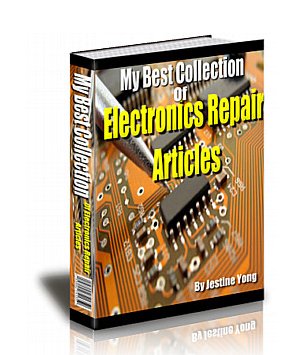 My Best Collection
Of
Electronics Repair
Articles
By Jestine Yong
My Best Collection
Of Electronics Repair
Articles